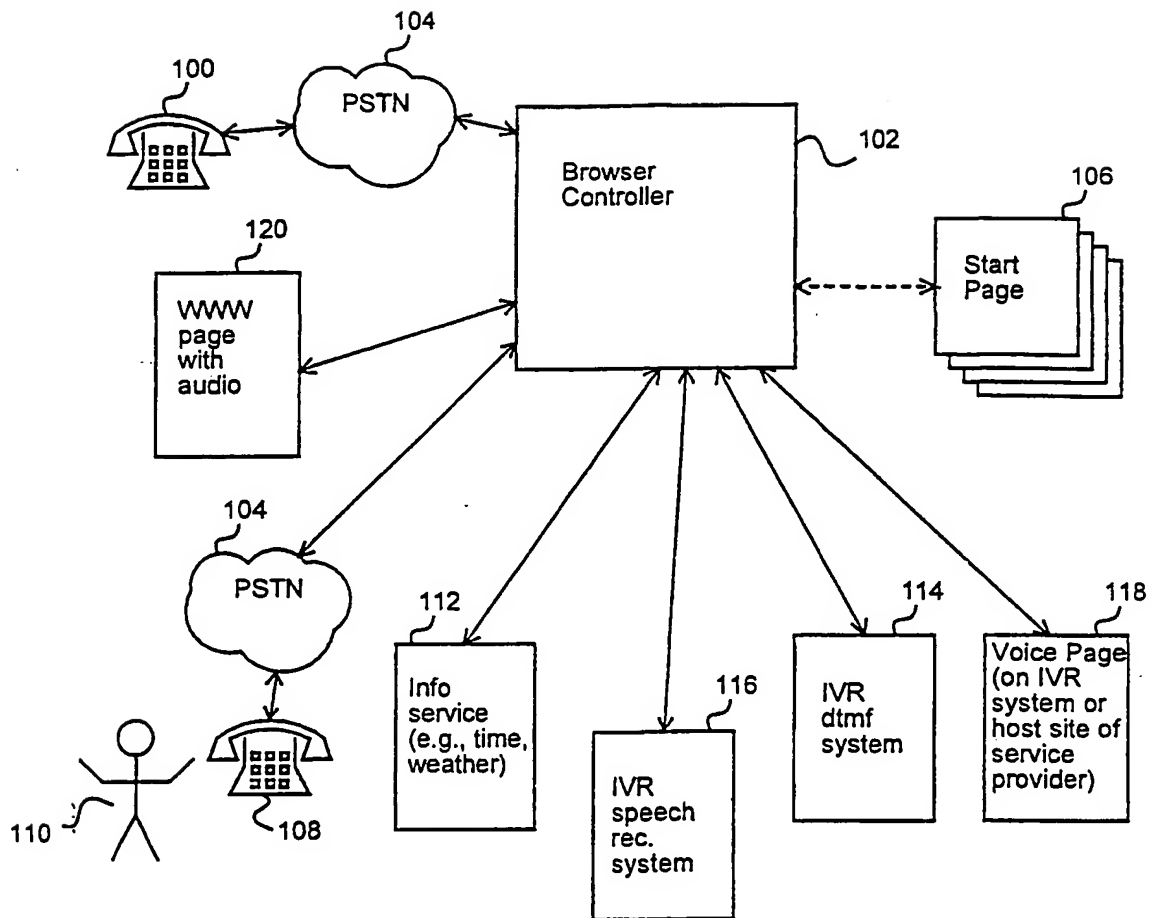 104
100
PSTN
102
Browser
Controller
106
Start
Page
120
WWW
page
with
audio
104
PSTN
112
Info
service
(e.g., time,
weather)
116
IVR
speech
rec.
system
114
IVR
dtmf
system
118
Voice Page
(on IVR
system or
host site of
service
provider)
110
108